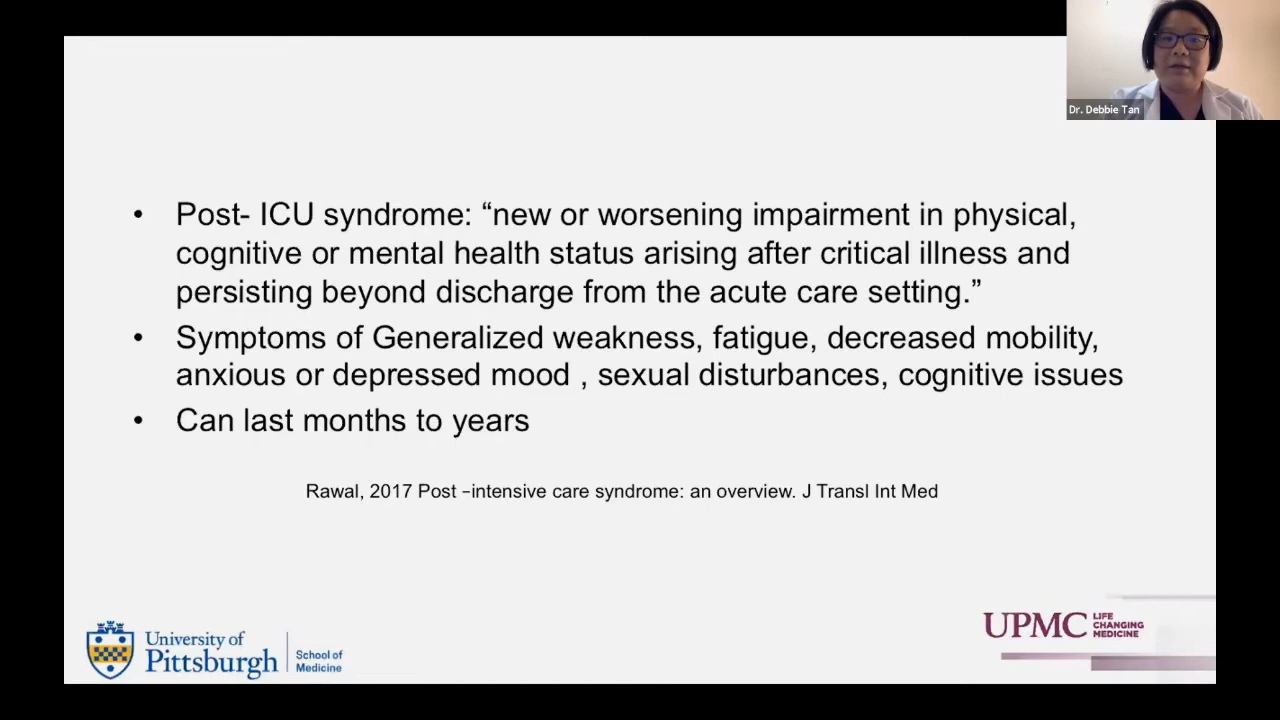 Dr. Debbie Tan
• Post- ICU syndrome: “new or worsening impairment in physical,
cognitive or mental health status arising after critical illness and
persisting beyond discharge from the acute care setting.”
• Symptoms of Generalized weakness, fatigue, decreased mobility,
anxious or depressed mood , sexual disturbances, cognitive issues
• Can last months to years
Rawal, 2017 Post –intensive care syndrome: an overview. J Transl Int Med
University of
Pittsburgh
School of
Medicine
UPMC
LIFE
CHANGING
MEDICINE